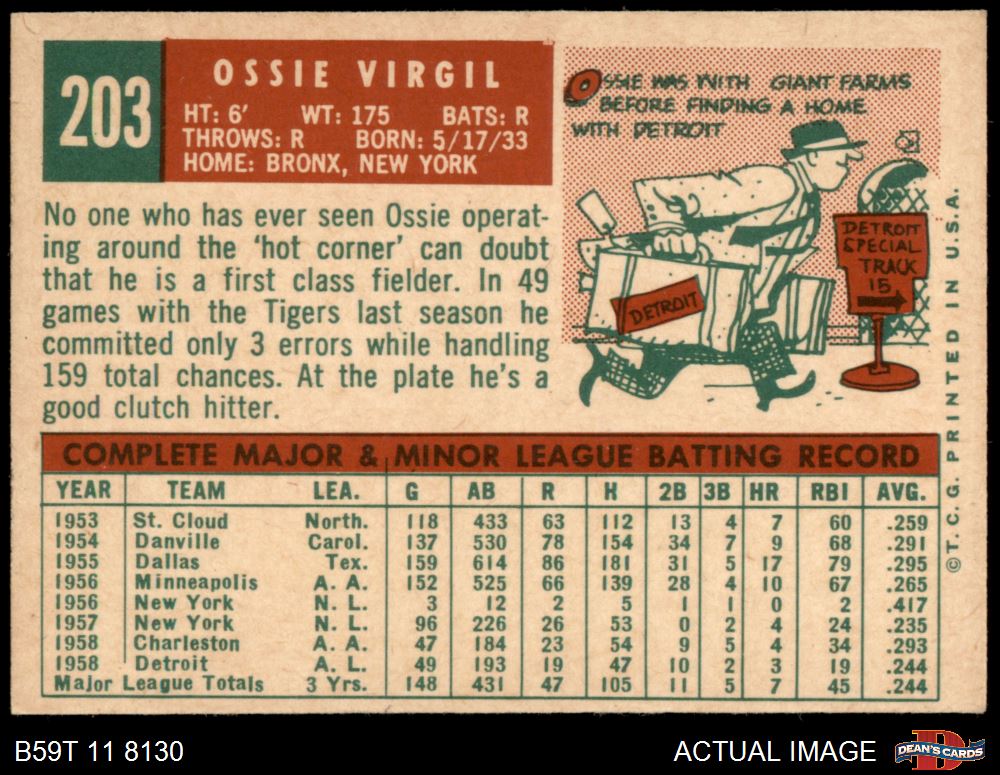 203
OSSIE VIRGIL
HT: 6' WT: 175 BATS: R
THROWS: R BORN: 5/17/33
HOME: BRONX, NEW YORK
OSSIE WAS WITH GIANT FARMS
BEFORE FINDING A HOME
WITH DETROIT
DETROIT
SPECIAL
TRACK
15
DETROIT
No one who has ever seen Ossie operat-
ing around the 'hot corner' can doubt
that he is a first class fielder. In 49
games with the Tigers last season he
committed only 3 errors while handling
159 total chances. At the plate he's a
good clutch hitter.
COMPLETE MAJOR & MINOR LEAGUE BATTING RECORD
YEAR TEAM LEA. G AB R H 2B 3B HR RBI AVG.
1953 St. Cloud North. 118 433 63 112 13 4 7 60 .259
1954 Danville Carol. 137 530 78 154 34 7 9 68 .291
1955 Dallas Tex. 159 614 86 181 31 5 17 79 .295
1956 Minneapolis A. A. 152 525 66 139 28 4 10 67 .265
1956 New York N. L. 3 12 2 5 1 1 0 2 .417
1957 New York N. L. 96 226 26 53 0 2 4 24 .235
1958 Charleston A. A. 47 184 23 54 9 5 4 34 .293
1958 Detroit A. L. 49 193 19 47 10 2 3 19 .244
Major League Totals 3 Yrs. 148 431 47 105 11 5 7 45 .244
© T. C. G. PRINTED IN U.S.A.
B59T 11 8130
ACTUAL IMAGE
D
DEAN'S CARDS